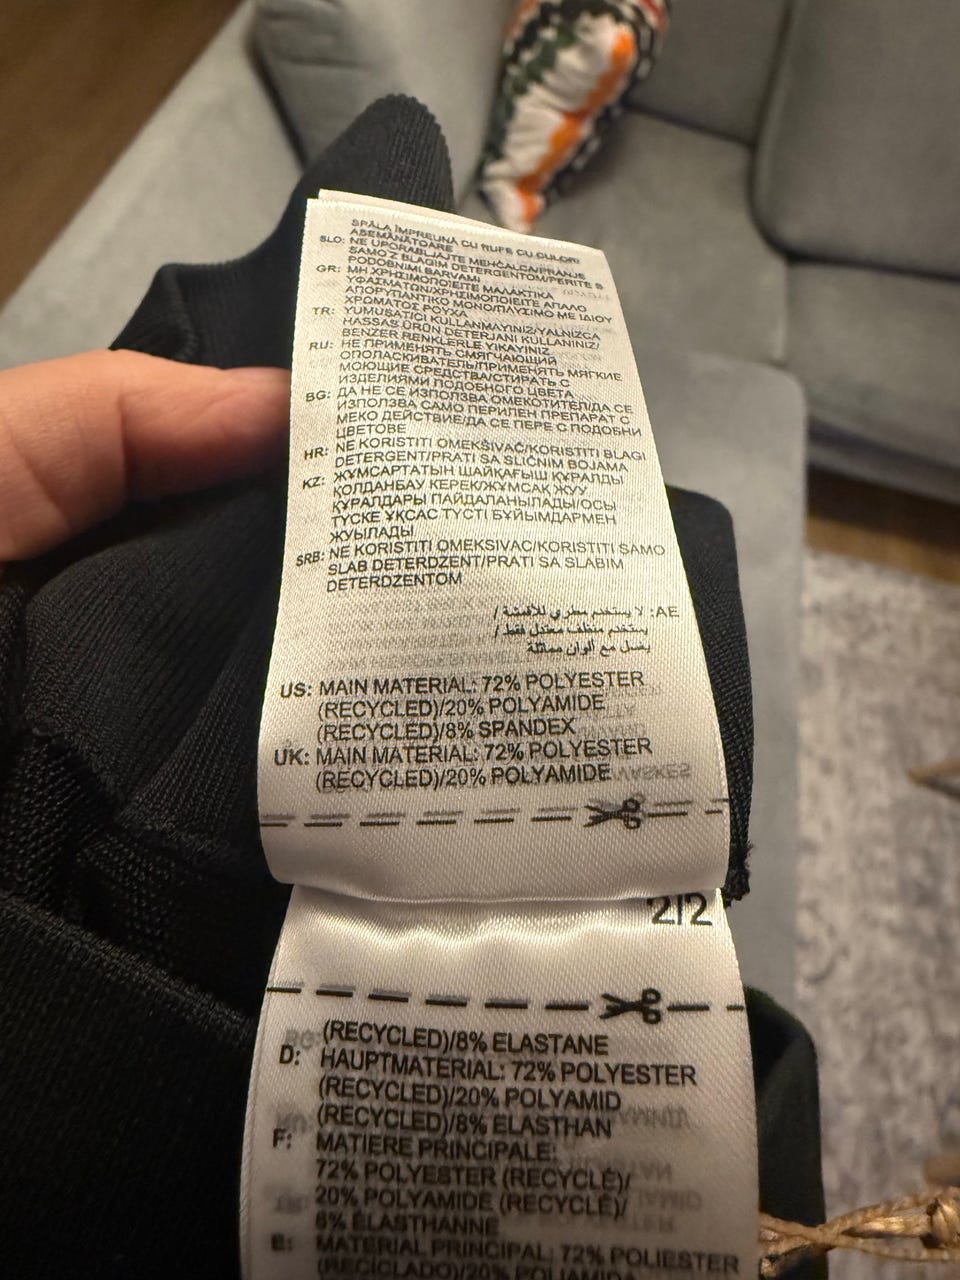 SPĂLA ÎMPREUNĂ CU RUFE CU CULORI
ASEMĂNĂTOARE
SLO: NE UPORABLJAJTE MEHČALCA/PRANJE
SAMO Z BLAGIM DETERGENTOM/PERITE S
PODOBNIMI BARVAMI
GR: ΜΗ ΧΡΗΣΙΜΟΠΟΙΕΙΤΕ ΜΑΛΑΚΤΙΚΑ
ΥΦΑΣΜΑΤΩΝ/ΧΡΗΣΙΜΟΠΟΙΕΙΤΕ ΑΠΑΛΟ
ΑΠΟΡΥΠΑΝΤΙΚΟ ΜΟΝΟ/ΠΛΥΣΙΜΟ ΜΕ ΙΔΙΟΥ
ΧΡΩΜΑΤΟΣ ΡΟΥΧΑ
TR: YUMUSATICI KULLANMAYINIZ/YALNIZCA
HASSAS ÜRÜN DETERJANI KULLANINIZ/
BENZER RENKLERLE YIKAYINIZ
RU: НЕ ПРИМЕНЯТЬ СМЯГЧАЮЩИЙ
ОПОЛАСКИВАТЕЛЬ/ПРИМЕНЯТЬ МЯГКИЕ
МОЮЩИЕ СРЕДСТВА/СТИРАТЬ С
ИЗДЕЛИЯМИ ПОДОБНОГО ЦВЕТА
BG: ДА НЕ СЕ ИЗПОЛЗВА ОМЕКОТИТЕЛ/ДА СЕ
ИЗПОЛЗВА САМО ПЕРИЛЕН ПРЕПАРАТ С
МЕКО ДЕЙСТВИЕ/ДА СЕ ПЕРЕ С ПОДОБНИ
ЦВЕТОВЕ
HR: NE KORISTITI OMEKŠIVAČ/KORISTITI BLAGI
DETERGENT/PRATI SA SLIČNIM BOJAMA
KZ: ЖҰМСАРТАТЫН ШАЙҚАҒЫШ ҚҰРАЛДЫ
ҚОЛДАНБАУ КЕРЕК/ЖҰМСАҚ ЖУУ
ҚҰРАЛДАРЫ ПАЙДАЛАНЫЛАДЫ/ОСЫ
ТҮСКЕ ҰҚСАС ТҮСТІ БҰЙЫМДАРМЕН
ЖУЫЛАДЫ
SRB: NE KORISTITI OMEKSIVAC/KORISTITI SAMO
SLAB DETERDZENT/PRATI SA SLABIM
DETERDZENTOM
AE: لا يستخدم مطري للأقمشة /
يستخدم منظف معتدل فقط /
يغسل مع ألوان مماثلة
US: MAIN MATERIAL: 72% POLYESTER
(RECYCLED)/20% POLYAMIDE
(RECYCLED)/8% SPANDEX
UK: MAIN MATERIAL: 72% POLYESTER
(RECYCLED)/20% POLYAMIDE
2/2
(RECYCLED)/8% ELASTANE
D: HAUPTMATERIAL: 72% POLYESTER
(RECYCLED)/20% POLYAMID
(RECYCLED)/8% ELASTHAN
F: MATIERE PRINCIPALE:
72% POLYESTER (RECYCLÉ)/
20% POLYAMIDE (RECYCLÉ)/
8% ÉLASTHANNE
E: MATERIAL PRINCIPAL: 72% POLIESTER
(RECICLADO)/20% POLIAMIDA